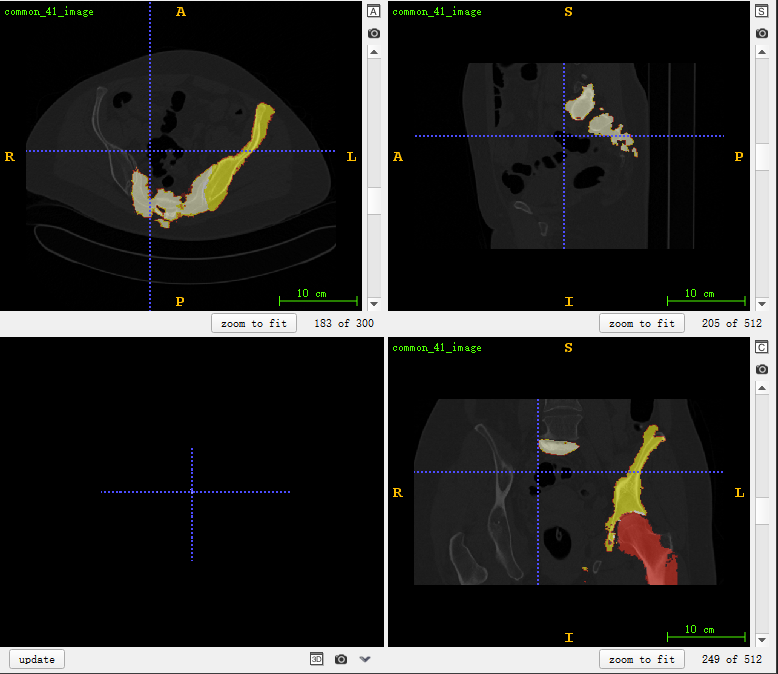 common_41_image
A
A
R
L
10 cm
P
zoom to fit
183 of 300
common_41_image
S
S
A
P
10 cm
I
zoom to fit
205 of 512
update
3D
common_41_image
S
C
R
L
10 cm
I
zoom to fit
249 of 512